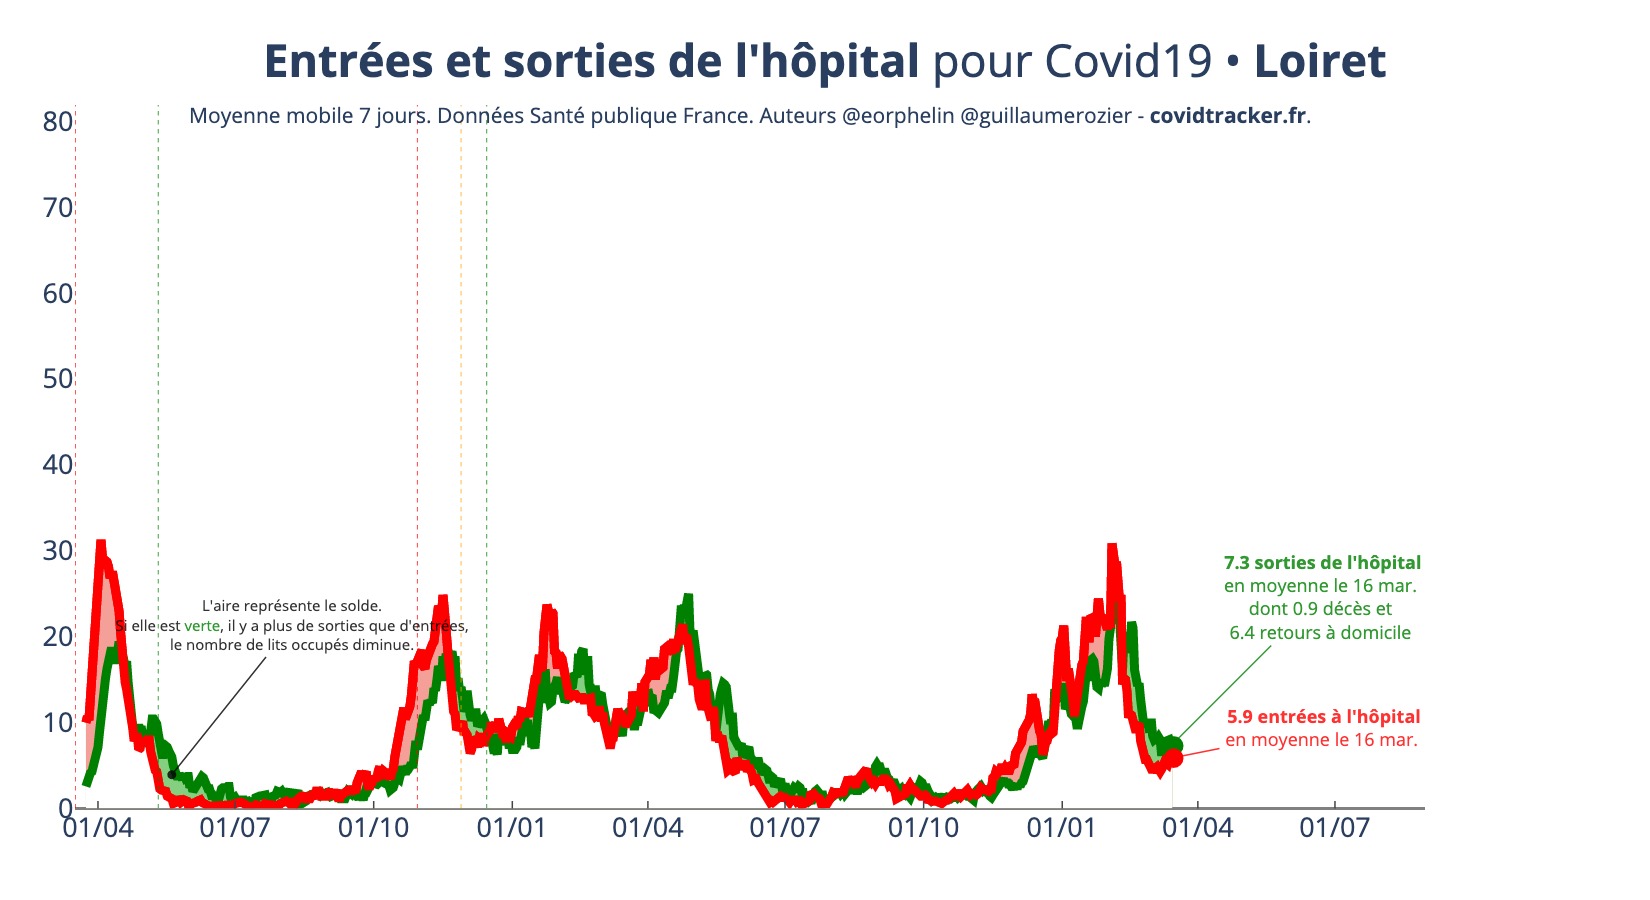 Entrées et sorties de l'hôpital pour Covid19 • Loiret
Moyenne mobile 7 jours. Données Santé publique France. Auteurs @eorphelin @guillaumerozier - covidtracker.fr.
80
70
60
50
40
30
20
10
0
L'aire représente le solde.
Si elle est verte, il y a plus de sorties que d'entrées,
le nombre de lits occupés diminue.
7.3 sorties de l'hôpital
en moyenne le 16 mar.
dont 0.9 décès et
6.4 retours à domicile
5.9 entrées à l'hôpital
en moyenne le 16 mar.
01/04 01/07 01/10 01/01 01/04 01/07 01/10 01/01 01/04 01/07